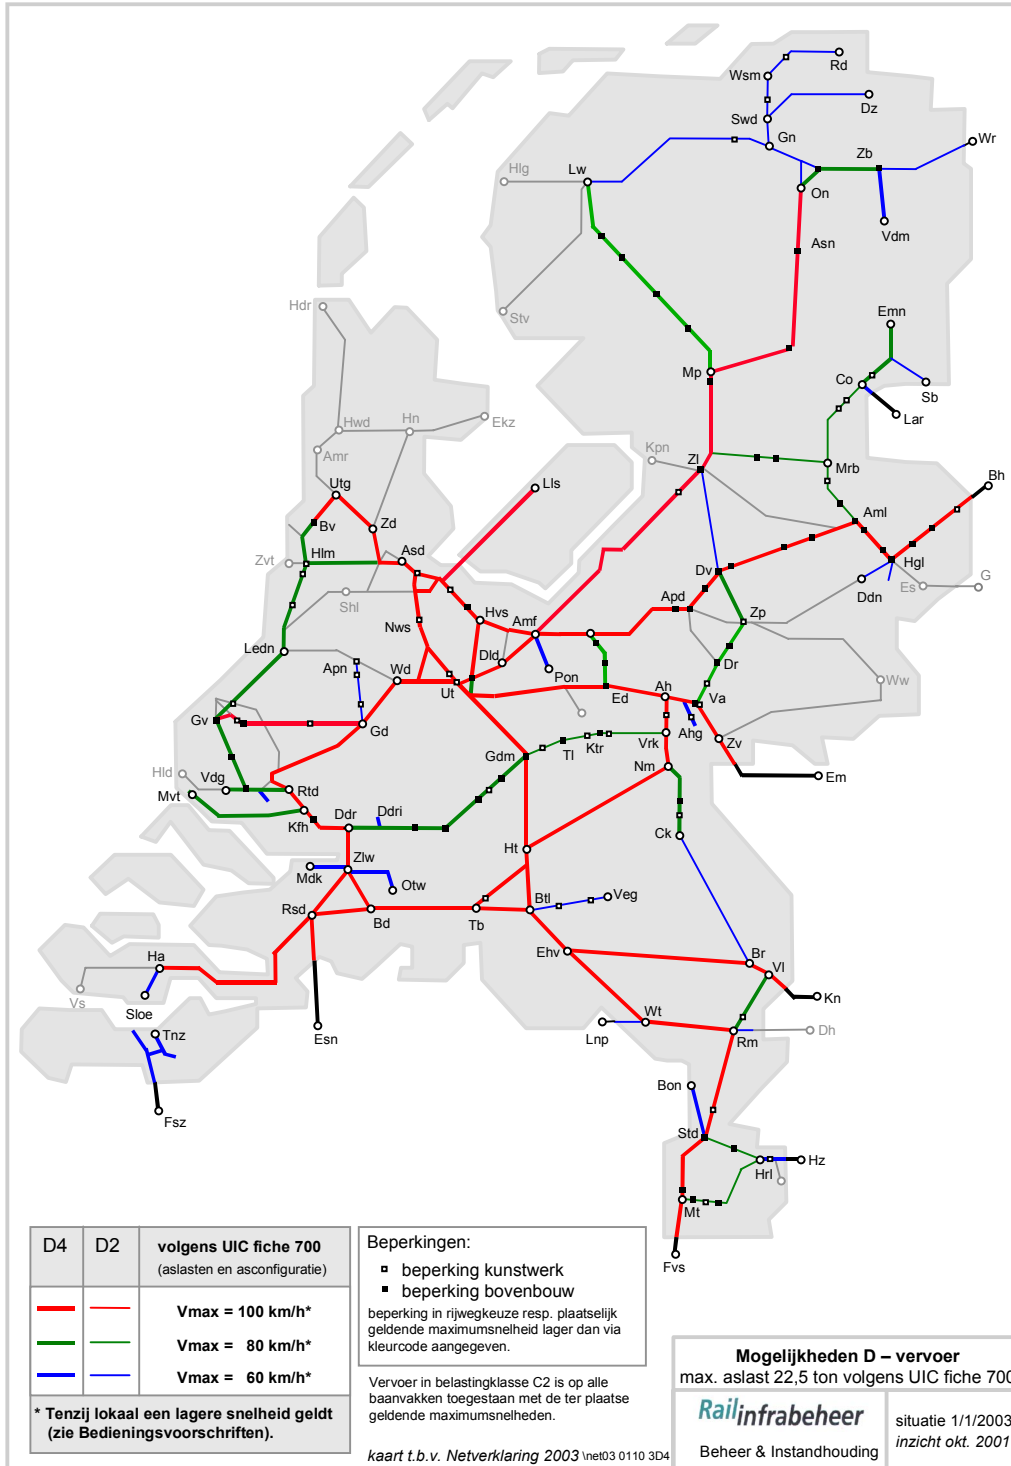 Rd
Wsm
Dz
Swd
Gn
Wr
Zb
Hlg
Lw
On
Vdm
Asn
Hdr
Stv
Emn
Mp
Co
Sb
Lar
Hwd
Hn
Ekz
Amr
Kpn
Zl
Mrb
Bh
Utg
Lls
Bv
Zd
Aml
Zvt
Hlm
Asd
Hgl
Dv
Ddn
Es
G
Shl
Apd
Hvs
Amf
Nws
Zp
Ledn
Apn
Wd
Dld
Pon
Dr
Ww
Ut
Ed
Ah
Va
Gv
Gd
Ahg
Zv
Gdm
Tl
Ktr
Vrk
Nm
Em
Hld
Vdg
Mvt
Rtd
Kfh
Ddr
Ddri
Ck
Ht
Zlw
Mdk
Otw
Btl
Veg
Rsd
Bd
Tb
Ehv
Br
Vl
Ha
Vs
Sloe
Kn
Wt
Tnz
Esn
Lnp
Rm
Dh
Bon
Fsz
Std
Hrl
Hz
Mt
Fvs
D4 D2 volgens UIC fiche 700
(aslasten en asconfiguratie)
Vmax = 100 km/h*
Vmax = 80 km/h*
Vmax = 60 km/h*
* Tenzij lokaal een lagere snelheid geldt
(zie Bedieningsvoorschriften).
Beperkingen:
beperking kunstwerk
beperking bovenbouw
beperking in rijwegkeuze resp. plaatselijk
geldende maximumsnelheid lager dan via
kleurcode aangegeven.
Vervoer in belastingklasse C2 is op alle
baanvakken toegestaan met de ter plaatse
geldende maximumsnelheden.
kaart t.b.v. Netverklaring 2003 \net03 0110 3D4
Mogelijkheden D – vervoer
max. aslast 22,5 ton volgens UIC fiche 700
Railinfrabeheer
Beheer & Instandhouding
situatie 1/1/2003
inzicht okt. 2001